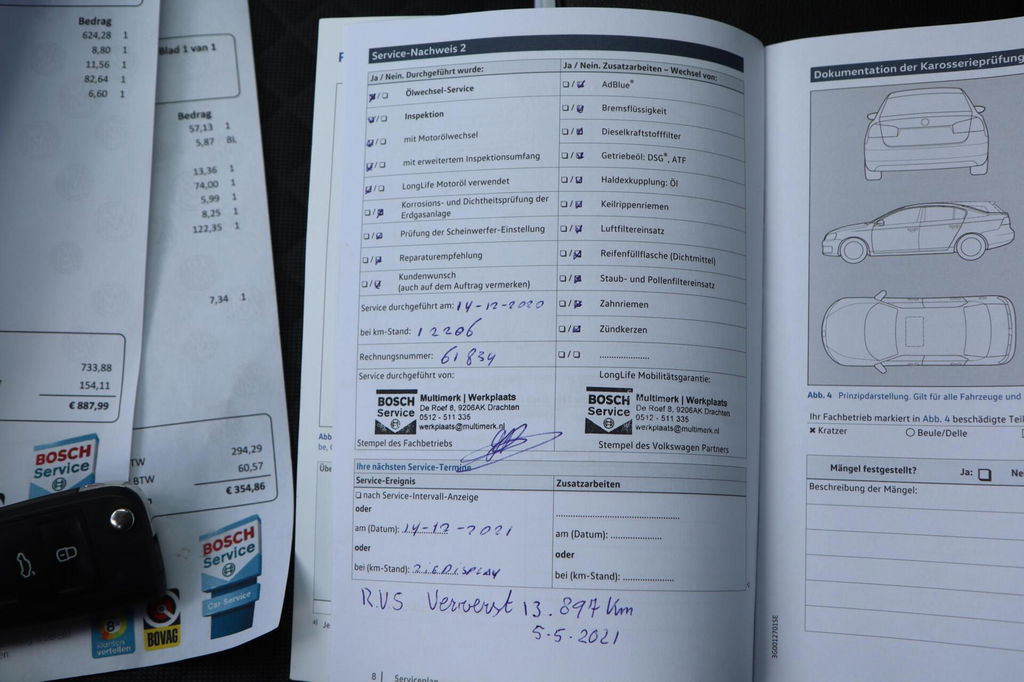 Bedrag
624,28 1
8,80 1
11,56 1
82,64 1
6,60 1
733,88
154,11
€ 887,99
BOSCH
Service
Blad 1 van 1
Bedrag
57,13 1
5,87 BL
13,36 1
74,00 1
5,99 1
8,25 1
122,35 1
7,34 1
294,29
TW 60,57
BTW
€ 354,86
BOSCH
Service
Car Service
BOVAG
klanten
vertellen
Service-Nachweis 2
Ja / Nein. Durchgeführt wurde:
Ölwechsel-Service
Inspektion
mit Motorölwechsel
mit erweitertem Inspektionsumfang
LongLife Motoröl verwendet
Korrosions- und Dichtheitsprüfung der
Erdgasanlage
Prüfung der Scheinwerfer-Einstellung
Reparaturempfehlung
Kundenwunsch
(auch auf dem Auftrag vermerken)
Service durchgeführt am: 14-12-2020
bei km-Stand: 12206
Rechnungsnummer: 61834
Service durchgeführt von:
BOSCH
Service
Multimerk | Werkplaats
De Roef 8, 9206AK Drachten
0512 - 511 335
werkplaats@multimerk.nl
Stempel des Fachbetriebs
Ja / Nein. Zusatzarbeiten – Wechsel von:
AdBlue®
Bremsflüssigkeit
Dieselkraftstofffilter
Getriebeöl: DSG®, ATF
Haldexkupplung: Öl
Keilrippenriemen
Luftfiltereinsatz
Reifenfüllflasche (Dichtmittel)
Staub- und Pollenfiltereinsatz
Zahnriemen
Zündkerzen
LongLife Mobilitätsgarantie:
BOSCH
Service
Multimerk | Werkplaats
De Roef 8, 9206AK Drachten
0512 - 511 335
werkplaats@multimerk.nl
Stempel des Volkswagen Partners
Ihre nächsten Service-Termine
Service-Ereignis
nach Service-Intervall-Anzeige
oder
am (Datum): 14-12-2021
oder
bei (km-Stand): ZIE DISPLAY
Zusatzarbeiten
am (Datum):
oder
bei (km-Stand):
R.V.S Ververst 13.897 Km
5-5-2021
8 | Serviceplan
Dokumentation der Karosserieprüfung
Abb. 4 Prinzipdarstellung. Gilt für alle Fahrzeuge und
Ihr Fachbetrieb markiert in Abb. 4 beschädigte Teil
Kratzer Beule/Delle
Mängel festgestellt? Ja: Ne
Beschreibung der Mängel:
3G0012701SE